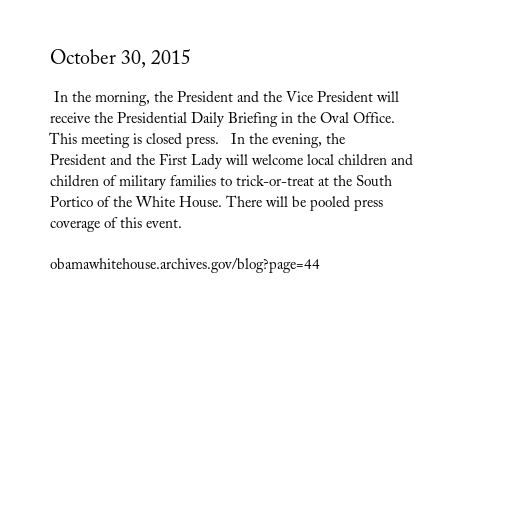 October 30, 2015
In the morning, the President and the Vice President will
receive the Presidential Daily Briefing in the Oval Office.
This meeting is closed press.   In the evening, the
President and the First Lady will welcome local children and
children of military families to trick-or-treat at the South
Portico of the White House. There will be pooled press
coverage of this event.
obamawhitehouse.archives.gov/blog?page=44